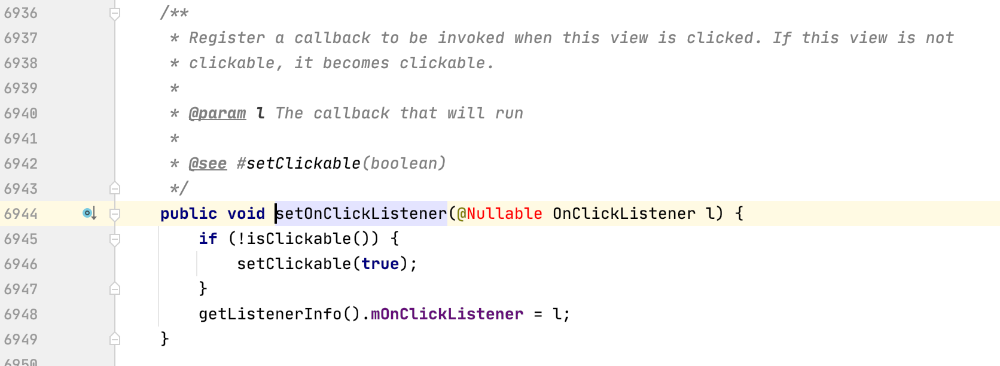 6936 /**
6937 * Register a callback to be invoked when this view is clicked. If this view is not
6938 * clickable, it becomes clickable.
6939 *
6940 * @param l The callback that will run
6941 *
6942 * @see #setClickable(boolean)
6943 */
6944 public void setOnClickListener(@Nullable OnClickListener l) {
6945 if (!isClickable()) {
6946 setClickable(true);
6947 }
6948 getListenerInfo().mOnClickListener = l;
6949 }
6950